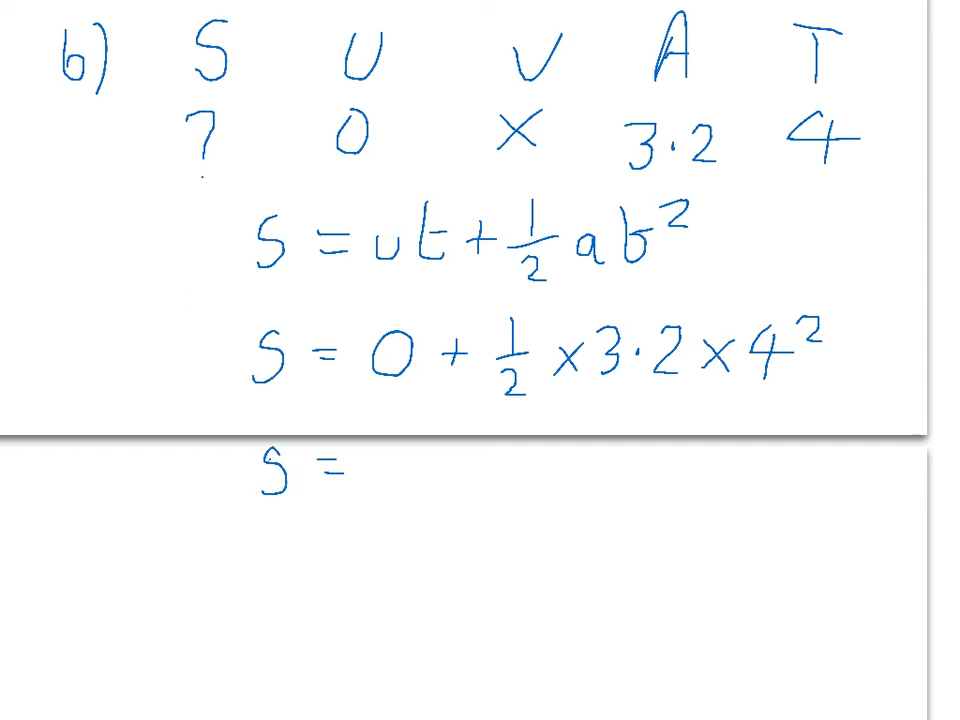 b) S U V A T
? 0 × 3·2 4
s = ut + 1/2 at²
s = 0 + 1/2 × 3·2 × 4²
s =